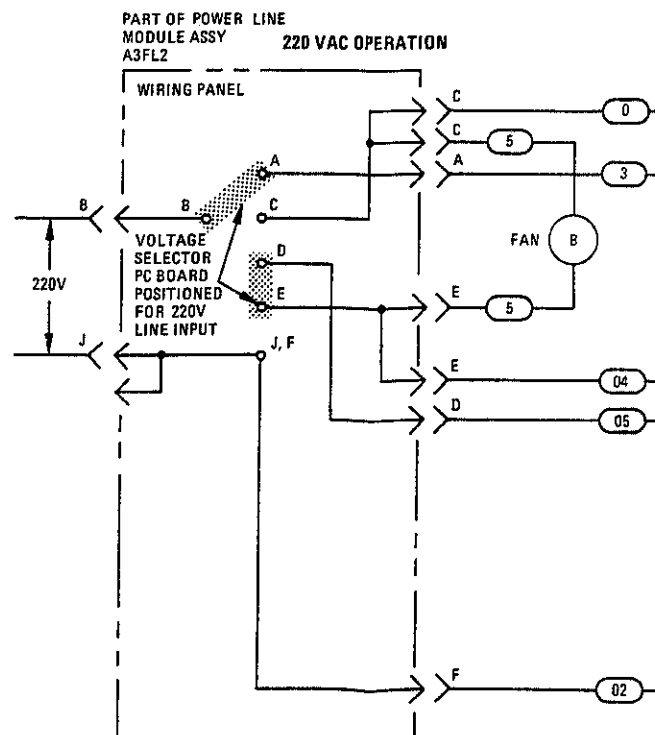 PART OF POWER LINE
MODULE ASSY
A3FL2
220 VAC OPERATION
WIRING PANEL
C
0
C
5
A
A
3
B
B
C
FAN
B
VOLTAGE
SELECTOR
PC BOARD
POSITIONED
FOR 220V
LINE INPUT
D
220V
E
E
5
J
J, F
E
04
D
05
F
02